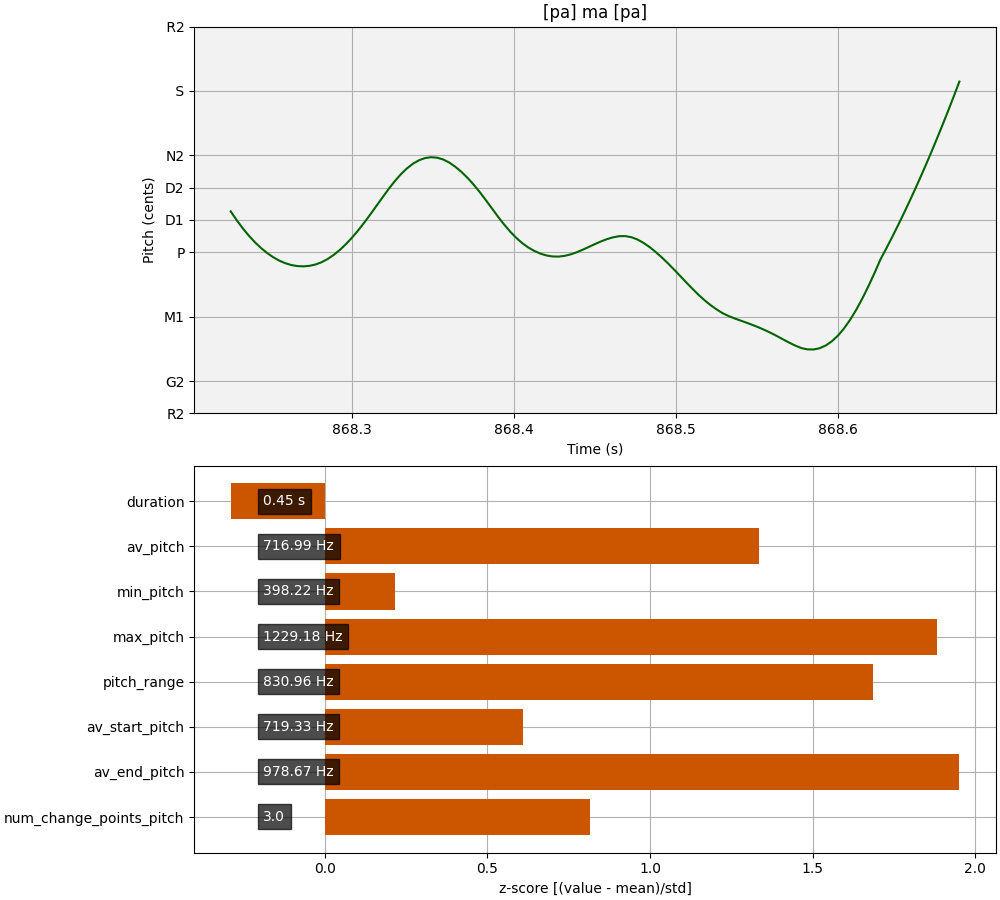 [pa] ma [pa]
R2
S
N2
D2
D1
P
M1
G2
R2
Pitch (cents)
868.3 868.4 868.5 868.6
Time (s)
duration 0.45 s
av_pitch 716.99 Hz
min_pitch 398.22 Hz
max_pitch 1229.18 Hz
pitch_range 830.96 Hz
av_start_pitch 719.33 Hz
av_end_pitch 978.67 Hz
num_change_points_pitch 3.0
0.0 0.5 1.0 1.5 2.0
z-score [(value - mean)/std]